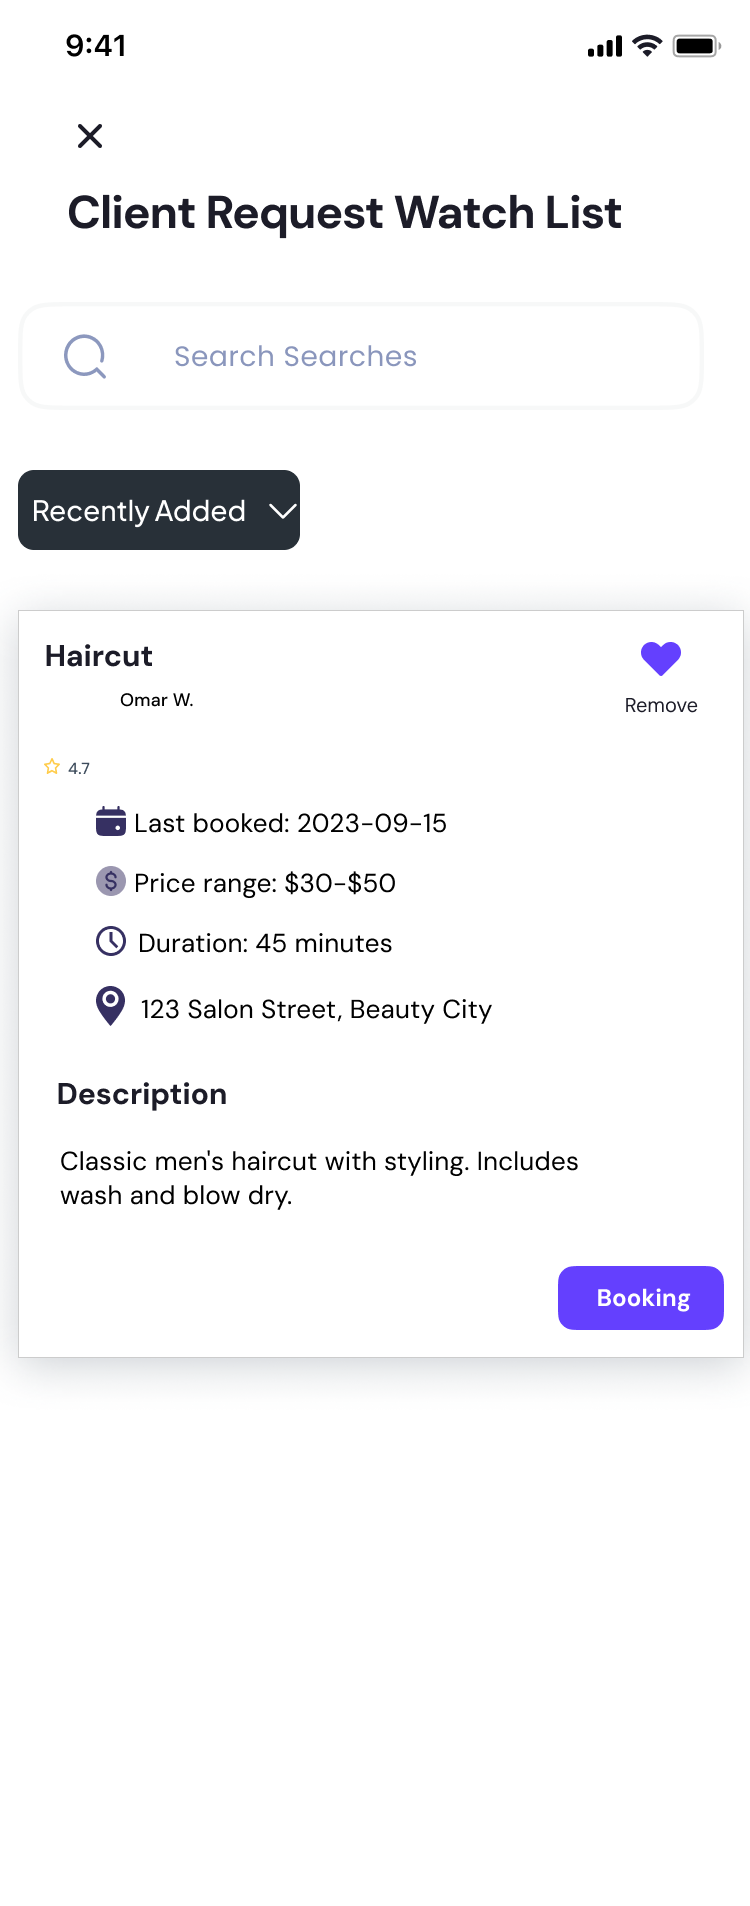 9:41
Client Request Watch List
Search Searches
Recently Added
Haircut
Omar W.
Remove
4.7
Last booked: 2023-09-15
$ Price range: $30-$50
Duration: 45 minutes
123 Salon Street, Beauty City
Description
Classic men's haircut with styling. Includes
wash and blow dry.
Booking